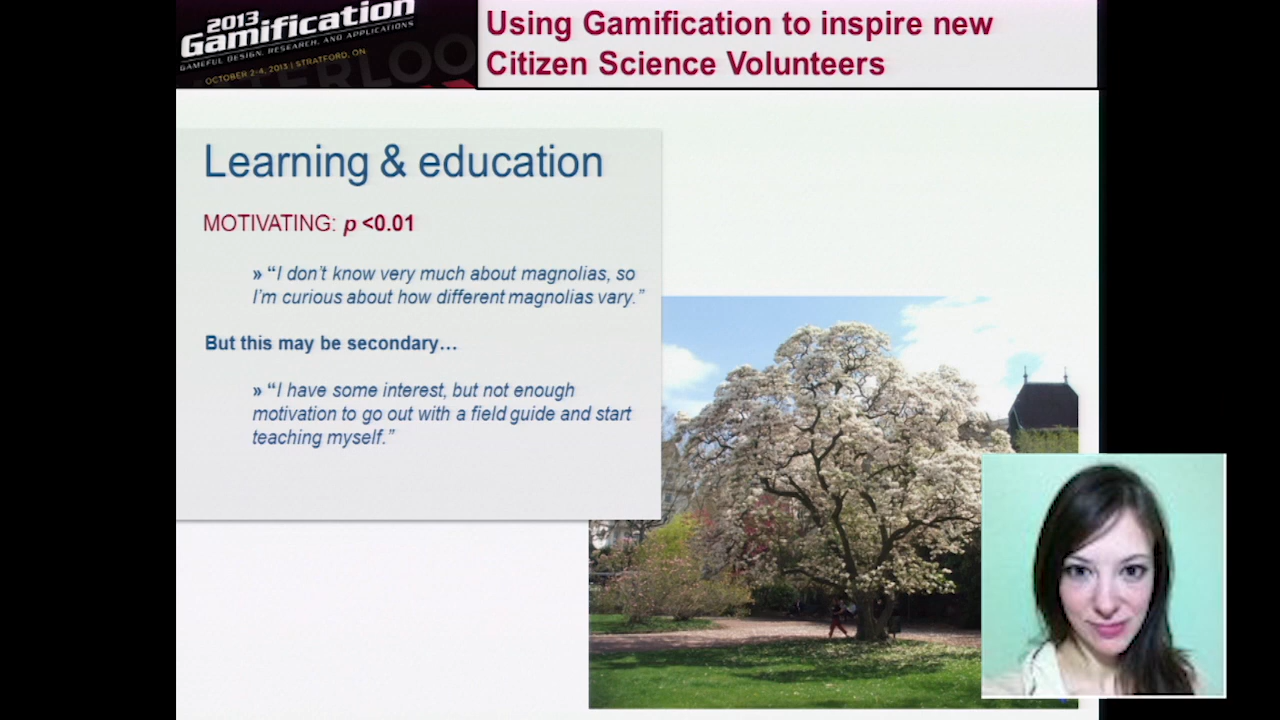 2013
Gamification
GAMEFUL DESIGN, RESEARCH, AND APPLICATIONS
OCTOBER 2-4, 2013 | STRATFORD, ON
TERLOO
Using Gamification to inspire new
Citizen Science Volunteers
Learning & education
MOTIVATING: p <0.01
» “I don’t know very much about magnolias, so
I’m curious about how different magnolias vary.”
But this may be secondary…
» “I have some interest, but not enough
motivation to go out with a field guide and start
teaching myself.”